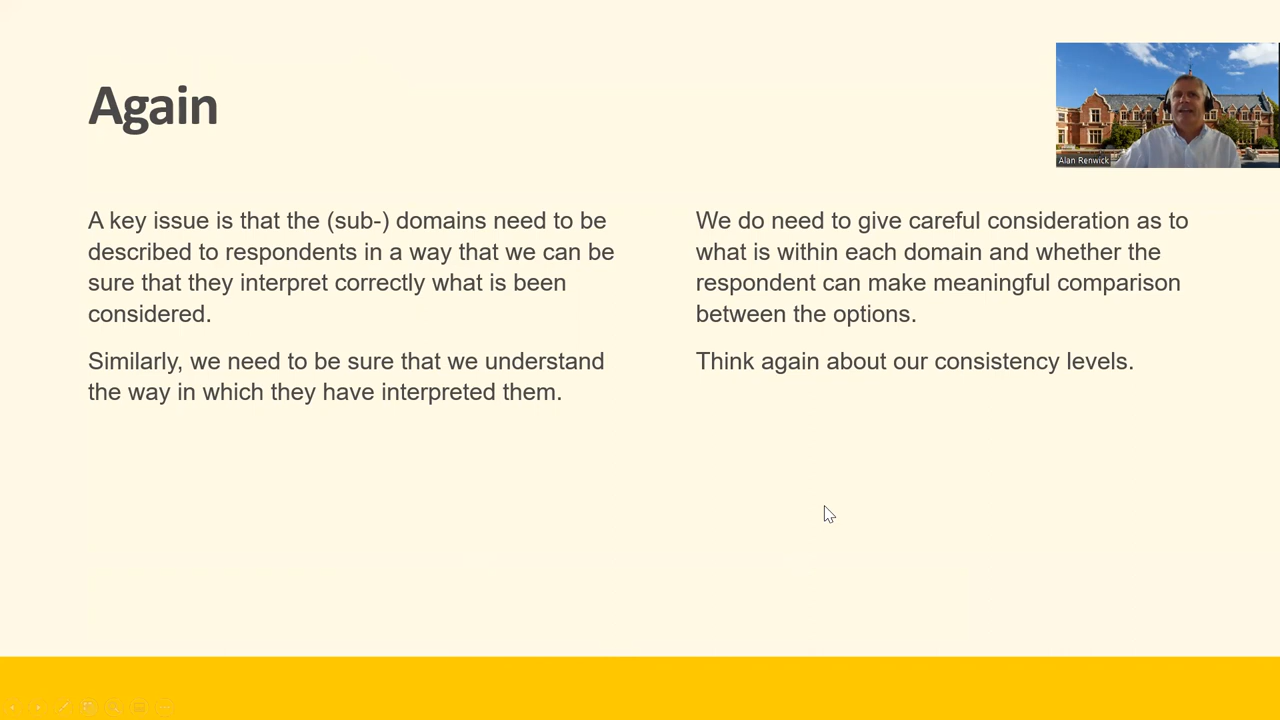 Again
Alan Renwick
A key issue is that the (sub-) domains need to be
described to respondents in a way that we can be
sure that they interpret correctly what is been
considered.
Similarly, we need to be sure that we understand
the way in which they have interpreted them.
We do need to give careful consideration as to
what is within each domain and whether the
respondent can make meaningful comparison
between the options.
Think again about our consistency levels.